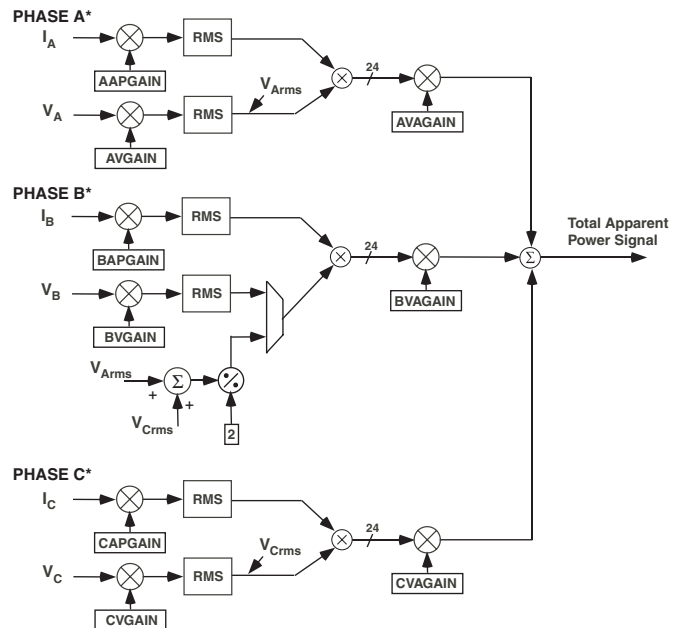 PHASE A*
I_A
RMS
AAPGAIN
24
V_Arms
V_A
RMS
AVAGAIN
AVGAIN
PHASE B*
I_B
RMS
BAPGAIN
24
Total Apparent
Power Signal
Σ
V_B
RMS
BVAGAIN
BVGAIN
V_Arms
Σ
+
+
V_Crms
2
PHASE C*
I_C
RMS
CAPGAIN
24
V_Crms
V_C
RMS
CVAGAIN
CVGAIN